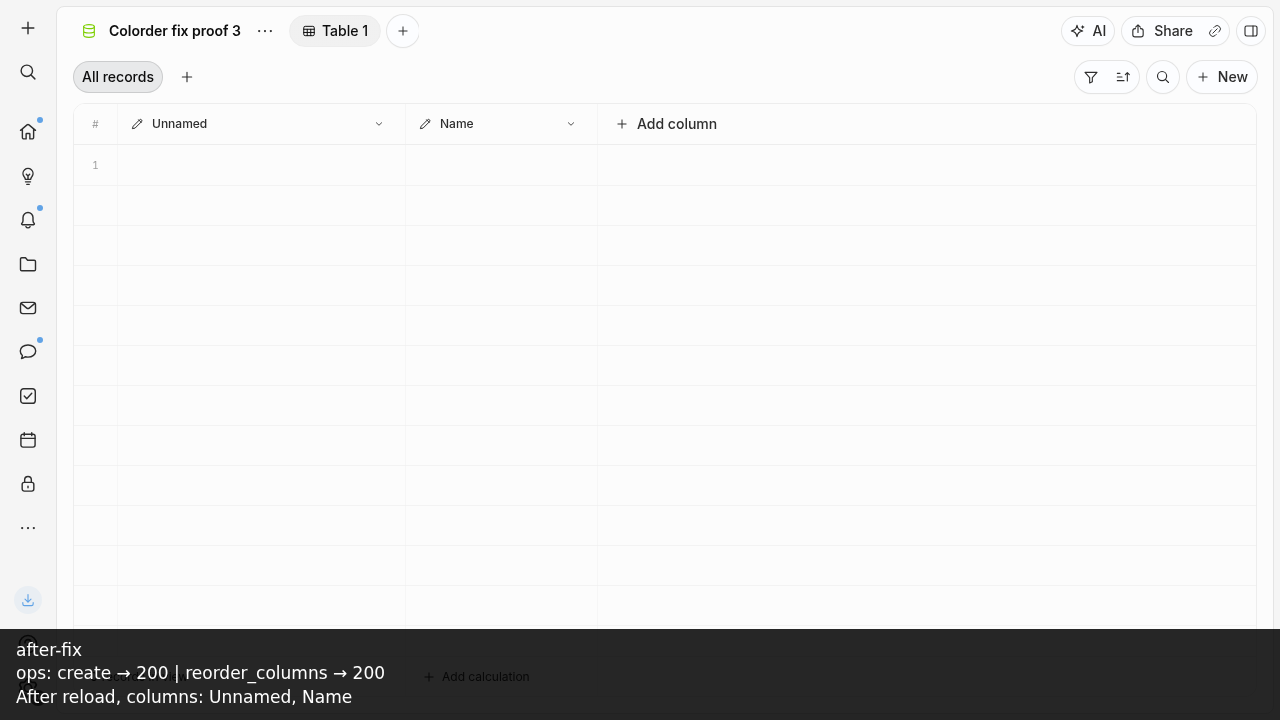 Colorder fix proof 3
Table 1
AI
Share
All records
New
#
Unnamed
Name
Add column
1
Add calculation
after-fix
ops: create → 200 | reorder_columns → 200
After reload, columns: Unnamed, Name